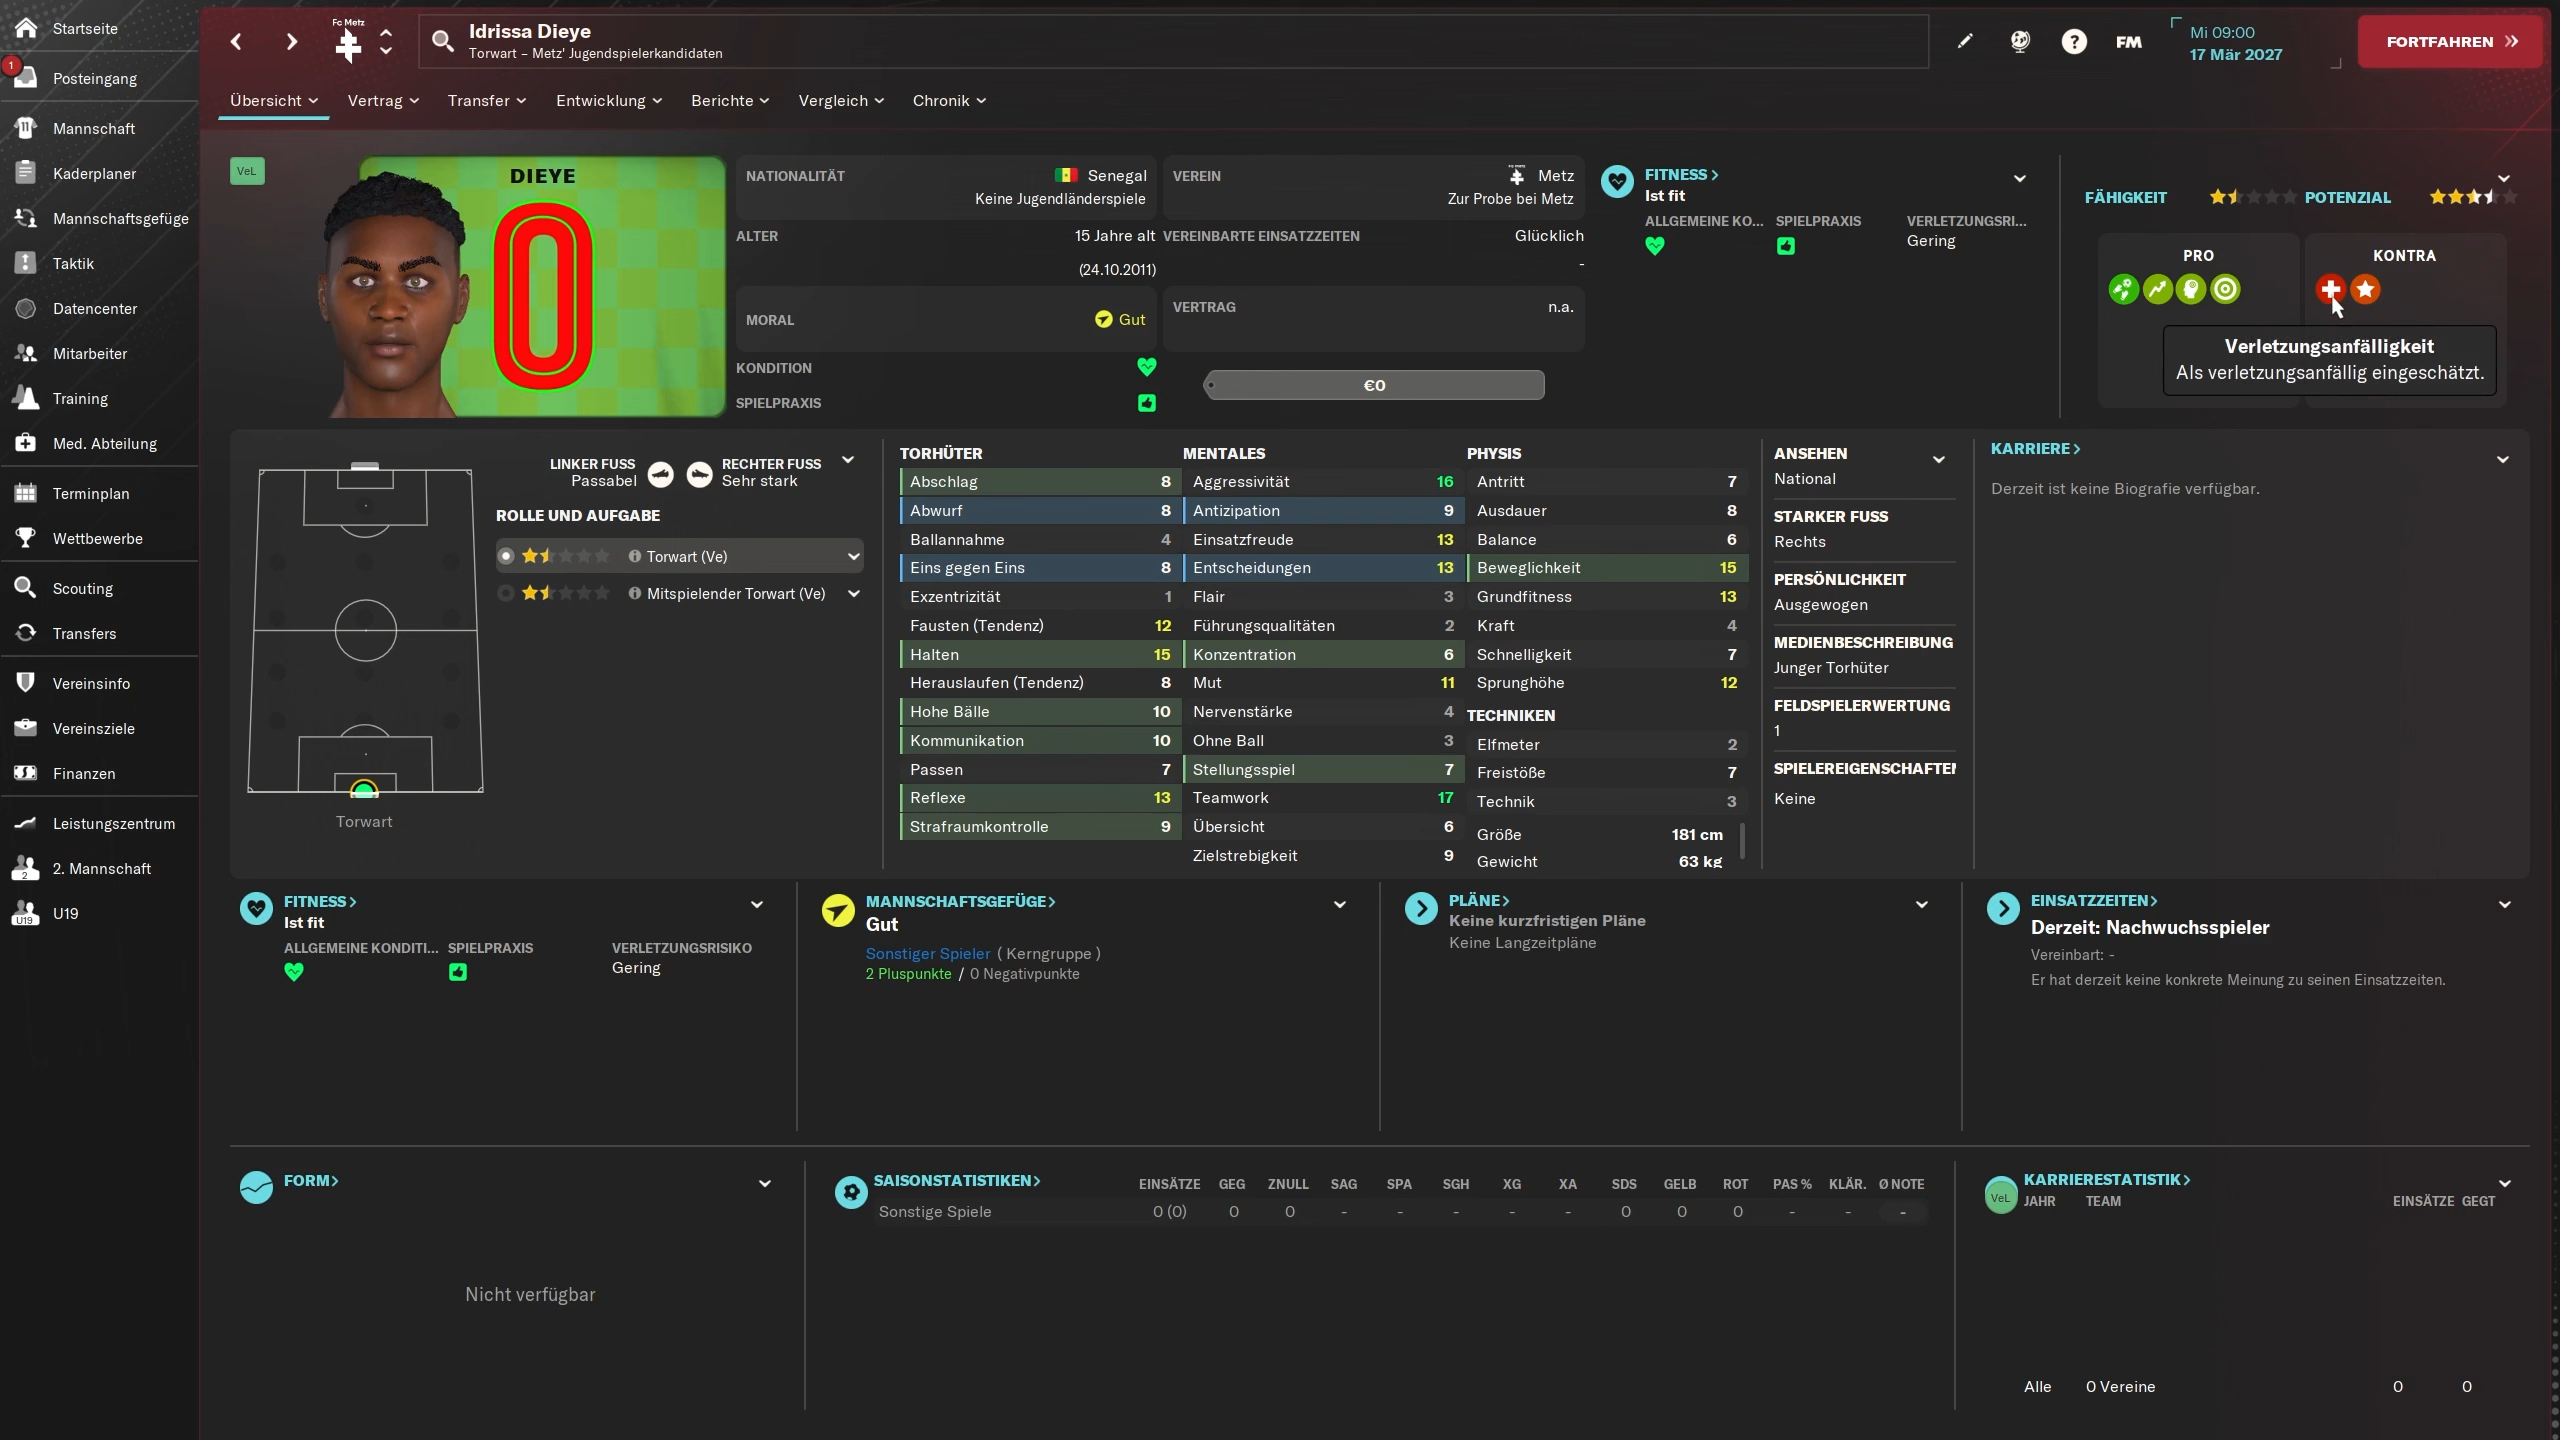 Startseite
1
Posteingang
Mannschaft
Kaderplaner
Mannschaftsgefüge
Taktik
Datencenter
Mitarbeiter
Training
Med. Abteilung
Terminplan
Wettbewerbe
Scouting
Transfers
Vereinsinfo
Vereinsziele
Finanzen
Leistungszentrum
2
2. Mannschaft
U19
U19
Fc Metz
Idrissa Dieye
Torwart – Metz' Jugendspielerkandidaten
?
FM
Mi 09:00
17 Mär 2027
FORTFAHREN
Übersicht Vertrag Transfer Entwicklung Berichte Vergleich Chronik
VeL
DIEYE
0
NATIONALITÄT Senegal
Keine Jugendländerspiele
ALTER 15 Jahre alt
(24.10.2011)
MORAL Gut
KONDITION
SPIELPRAXIS
VEREIN Metz
Zur Probe bei Metz
VEREINBARTE EINSATZZEITEN Glücklich
-
VERTRAG n.a.
€0
FITNESS
Ist fit
ALLGEMEINE KO... SPIELPRAXIS VERLETZUNGSRI...
Gering
FÄHIGKEIT POTENZIAL
PRO KONTRA
Verletzungsanfälligkeit
Als verletzungsanfällig eingeschätzt.
LINKER FUSS
Passabel
RECHTER FUSS
Sehr stark
ROLLE UND AUFGABE
Torwart (Ve)
Mitspielender Torwart (Ve)
Torwart
TORHÜTER
Abschlag 8
Abwurf 8
Ballannahme 4
Eins gegen Eins 8
Exzentrizität 1
Fausten (Tendenz) 12
Halten 15
Herauslaufen (Tendenz) 8
Hohe Bälle 10
Kommunikation 10
Passen 7
Reflexe 13
Strafraumkontrolle 9
MENTALES
Aggressivität 16
Antizipation 9
Einsatzfreude 13
Entscheidungen 13
Flair 3
Führungsqualitäten 2
Konzentration 6
Mut 11
Nervenstärke 4
Ohne Ball 3
Stellungsspiel 7
Teamwork 17
Übersicht 6
Zielstrebigkeit 9
PHYSIS
Antritt 7
Ausdauer 8
Balance 6
Beweglichkeit 15
Grundfitness 13
Kraft 4
Schnelligkeit 7
Sprunghöhe 12
TECHNIKEN
Elfmeter 2
Freistöße 7
Technik 3
Größe 181 cm
Gewicht 63 kg
ANSEHEN
National
STARKER FUSS
Rechts
PERSÖNLICHKEIT
Ausgewogen
MEDIENBESCHREIBUNG
Junger Torhüter
FELDSPIELERWERTUNG
1
SPIELEREIGENSCHAFTEN
Keine
KARRIERE
Derzeit ist keine Biografie verfügbar.
FITNESS
Ist fit
ALLGEMEINE KONDITI... SPIELPRAXIS VERLETZUNGSRISIKO
Gering
MANNSCHAFTSGEFÜGE
Gut
Sonstiger Spieler ( Kerngruppe )
2 Pluspunkte / 0 Negativpunkte
PLÄNE
Keine kurzfristigen Pläne
Keine Langzeitpläne
EINSATZZEITEN
Derzeit: Nachwuchsspieler
Vereinbart: -
Er hat derzeit keine konkrete Meinung zu seinen Einsatzzeiten.
FORM
Nicht verfügbar
SAISONSTATISTIKEN EINSÄTZE GEG ZNULL SAG SPA SGH XG XA SDS GELB ROT PAS % KLÄR. Ø NOTE
Sonstige Spiele 0 (0) 0 0 - - - - - 0 0 0 - - -
VeL
KARRIERESTATISTIK
JAHR TEAM EINSÄTZE GEGT
Alle 0 Vereine 0 0